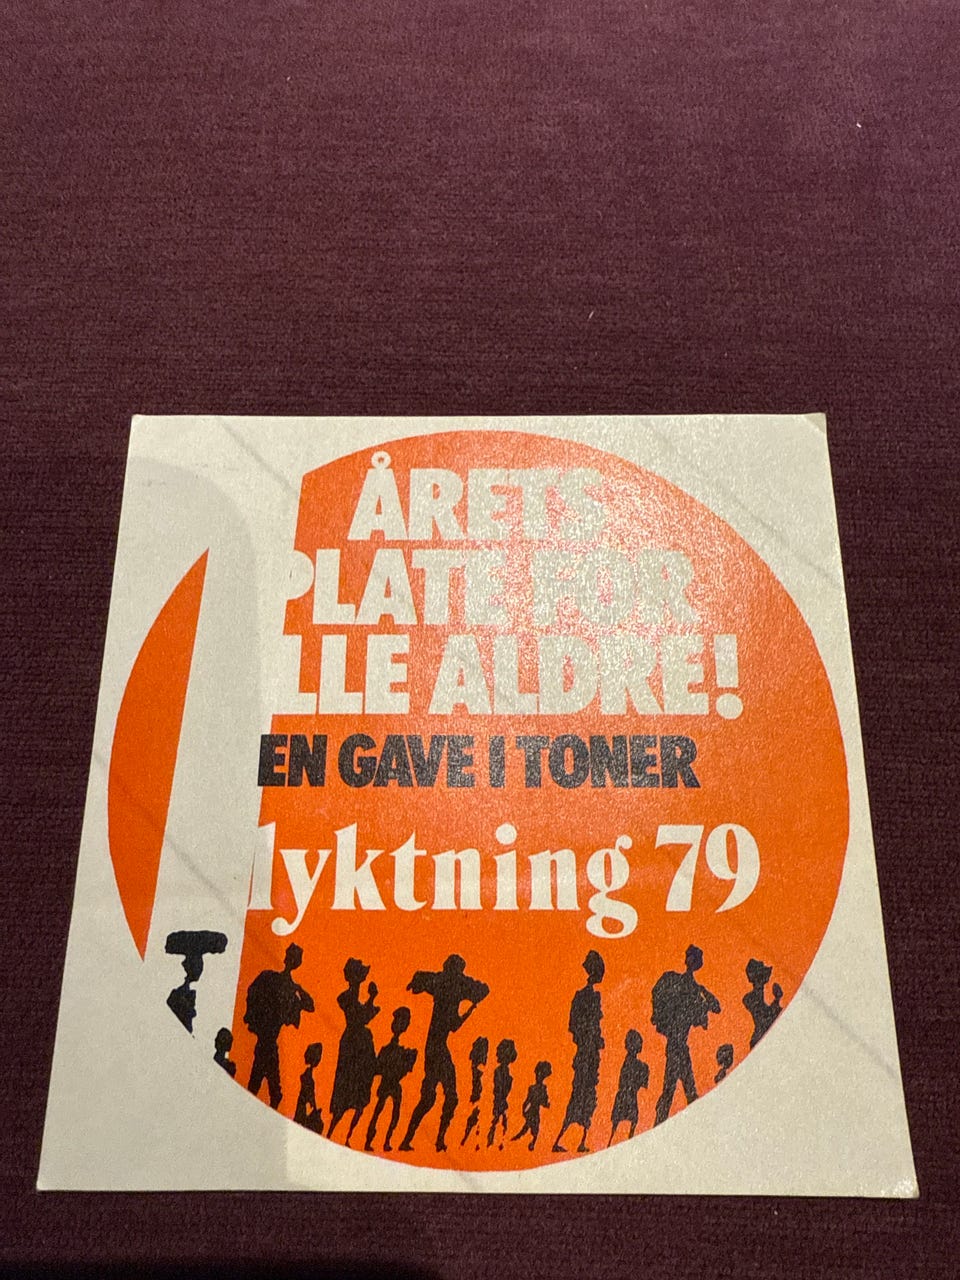 ÅRETS
PLATE FOR
LLE ALDRE!
EN GAVE I TONER
lyktning 79